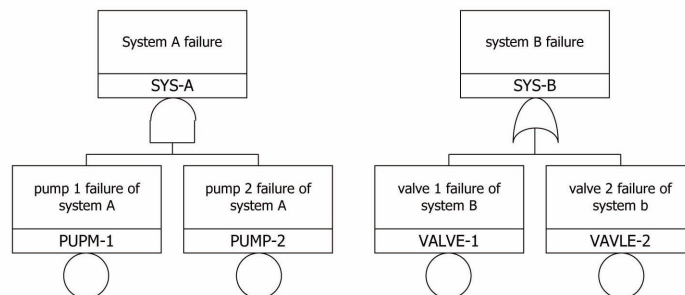 System A failure
SYS-A
system B failure
SYS-B
pump 1 failure of
system A
PUPM-1
pump 2 failure of
system A
PUMP-2
valve 1 failure of
system B
VALVE-1
valve 2 failure of
system b
VAVLE-2